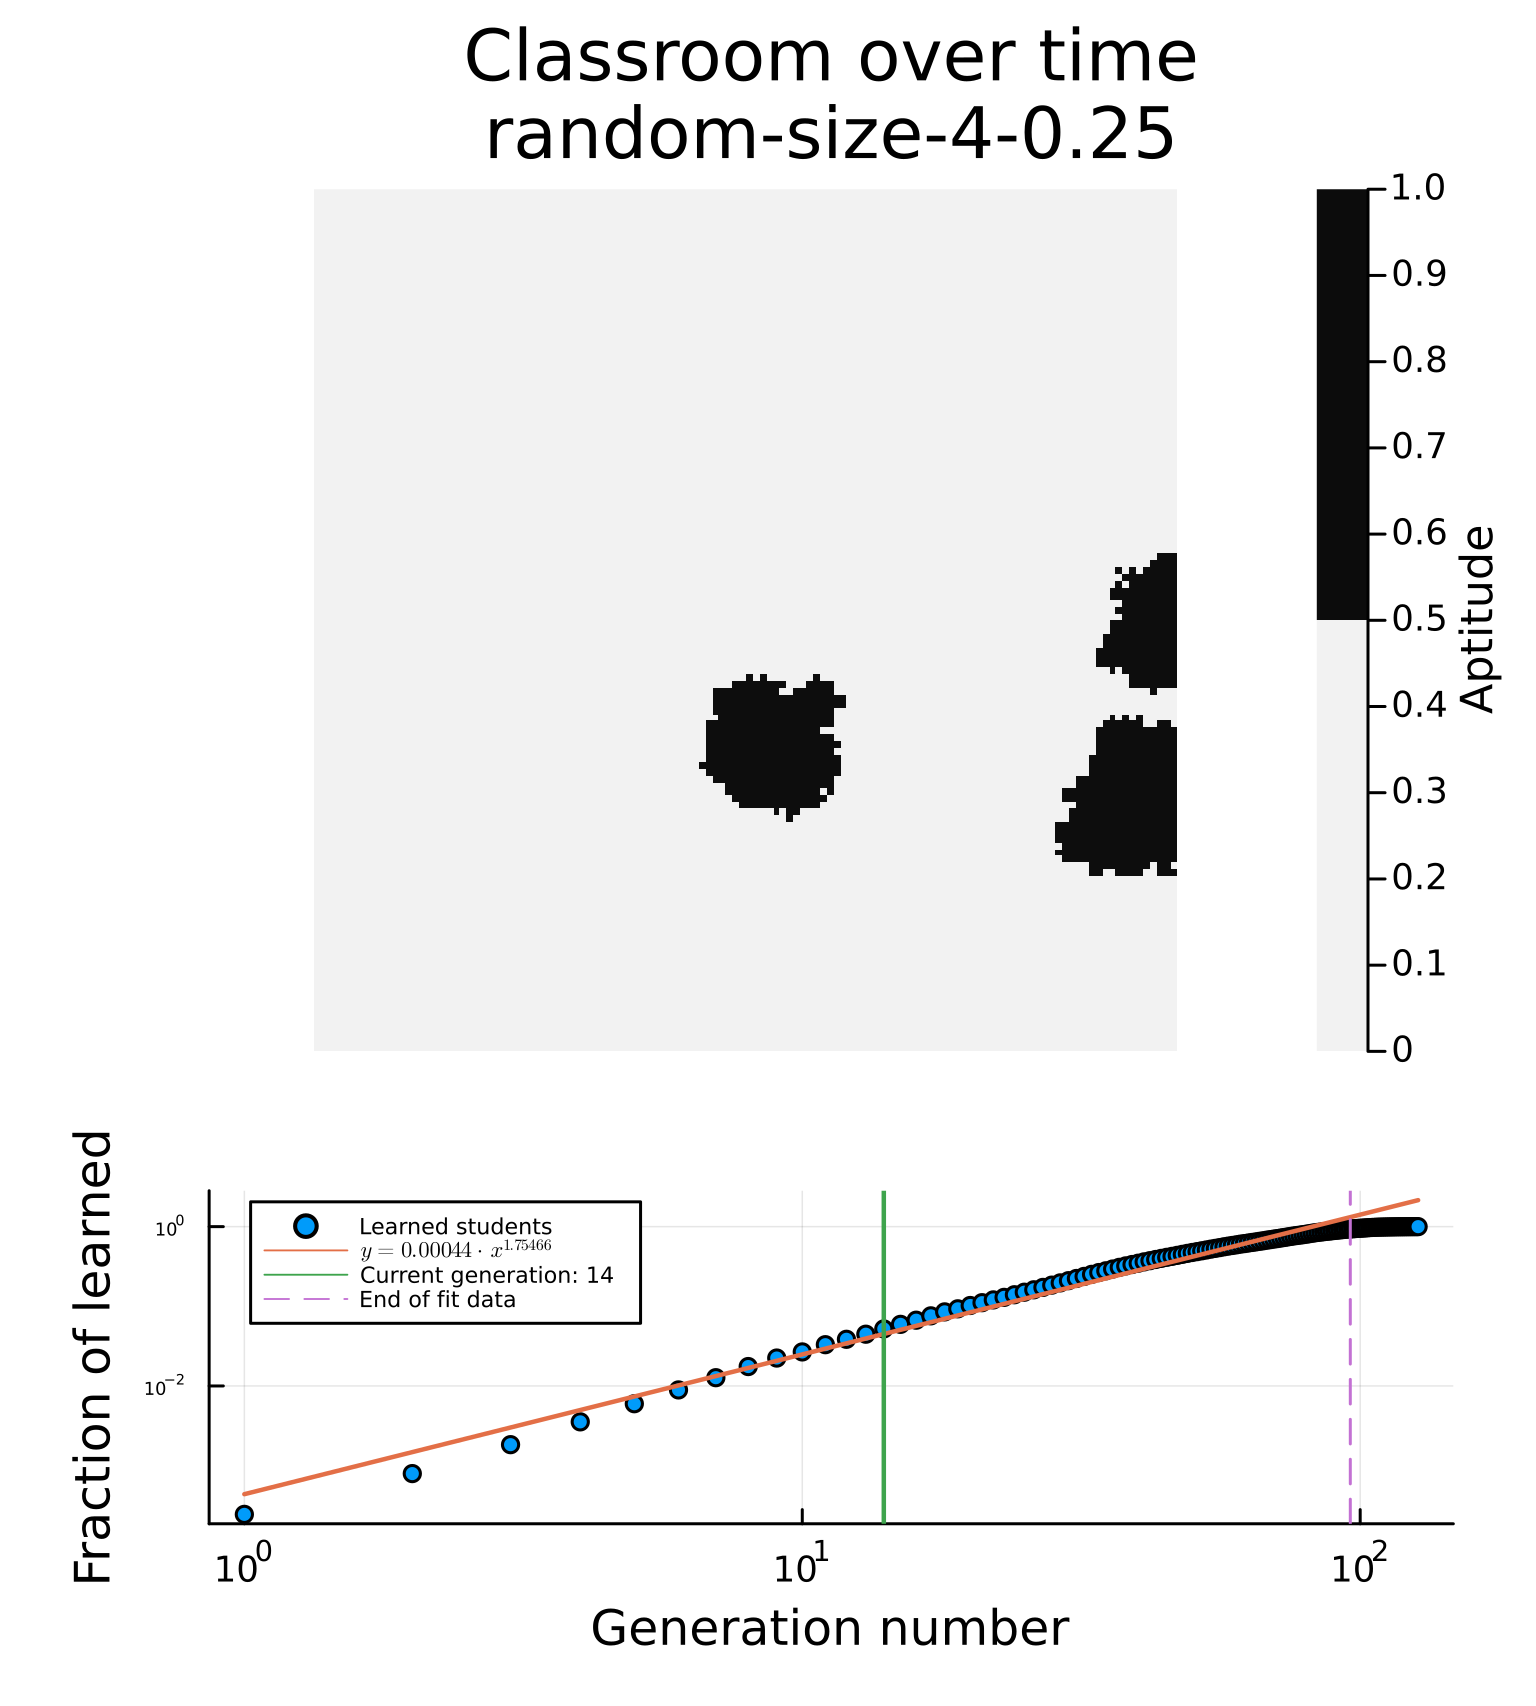 Classroom over time
random-size-4-0.25
1.0
0.9
0.8
0.7
0.6
0.5
0.4
0.3
0.2
0.1
0
Aptitude
Fraction of learned
10⁰
10⁻²
Learned students
y = 0.00044 · x^1.75466
Current generation: 14
End of fit data
10⁰
10¹
10²
Generation number